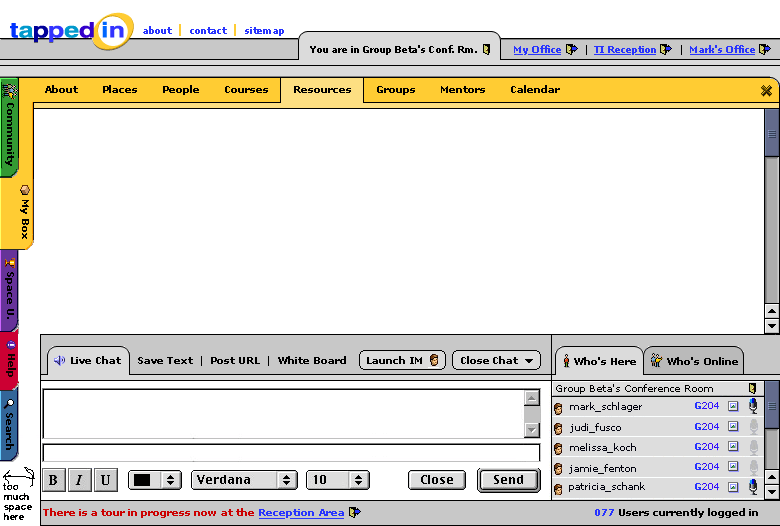 tappedin
about | contact | sitemap
You are in Group Beta's Conf. Rm.
My Office | TI Reception | Mark's Office
About Places People Courses Resources Groups Mentors Calendar
Community
My Box
Space U.
Help
Search
too
much
space
here
Live Chat Save Text | Post URL | White Board Launch IM Close Chat
Who's Here Who's Online
Group Beta's Conference Room
mark_schlager G204
judi_fusco G204
melissa_koch G204
jamie_fenton G204
patricia_schank G204
B I U Verdana 10 Close Send
There is a tour in progress now at the Reception Area
077 Users currently logged in